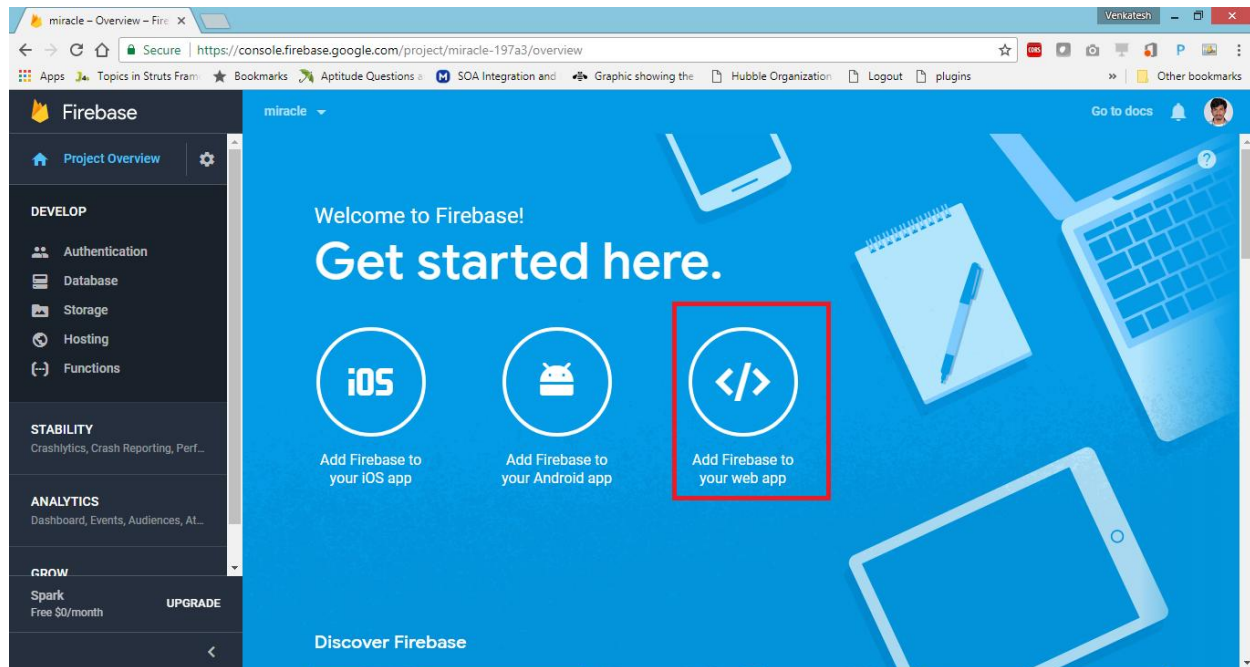 miracle – Overview – Fire
Venkatesh
Secure
https://console.firebase.google.com/project/miracle-197a3/overview
Apps
Topics in Struts Fram
Bookmarks
Aptitude Questions a
SOA Integration and
Graphic showing the
Hubble Organization
Logout
plugins
»
Other bookmarks
Firebase
miracle
Go to docs
Project Overview
?
DEVELOP
Authentication
Database
Storage
Hosting
Functions
STABILITY
Crashlytics, Crash Reporting, Perf...
ANALYTICS
Dashboard, Events, Audiences, At...
GROW
Spark
Free $0/month
UPGRADE
Welcome to Firebase!
Get started here.
iOS
</>
Add Firebase to
your iOS app
Add Firebase to
your Android app
Add Firebase to
your web app
Discover Firebase